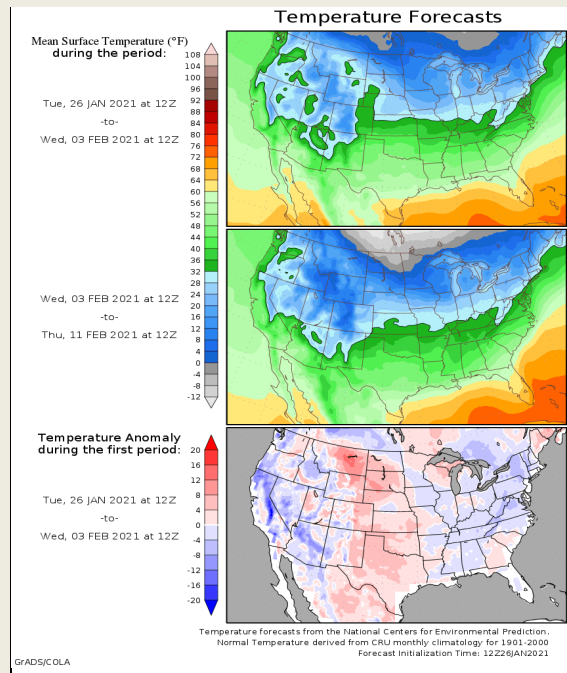 Temperature Forecasts
Mean Surface Temperature (°F)
during the period:
Tue, 26 JAN 2021 at 12Z
-to-
Wed, 03 FEB 2021 at 12Z
108
104
100
96
92
88
84
80
76
72
68
64
60
56
52
48
44
40
36
32
30
28
24
20
16
12
8
4
0
-4
-8
-12
Wed, 03 FEB 2021 at 12Z
-to-
Thu, 11 FEB 2021 at 12Z
Temperature Anomaly
during the first period:
Tue, 26 JAN 2021 at 12Z
-to-
Wed, 03 FEB 2021 at 12Z
20
16
12
8
4
0
-4
-8
-12
-16
-20
Temperature forecasts from the National Centers for Environmental Prediction.
Normal Temperature derived from CRU monthly climatology for 1901-2000
Forecast Initialization Time: 12Z26JAN2021
GrADS/COLA